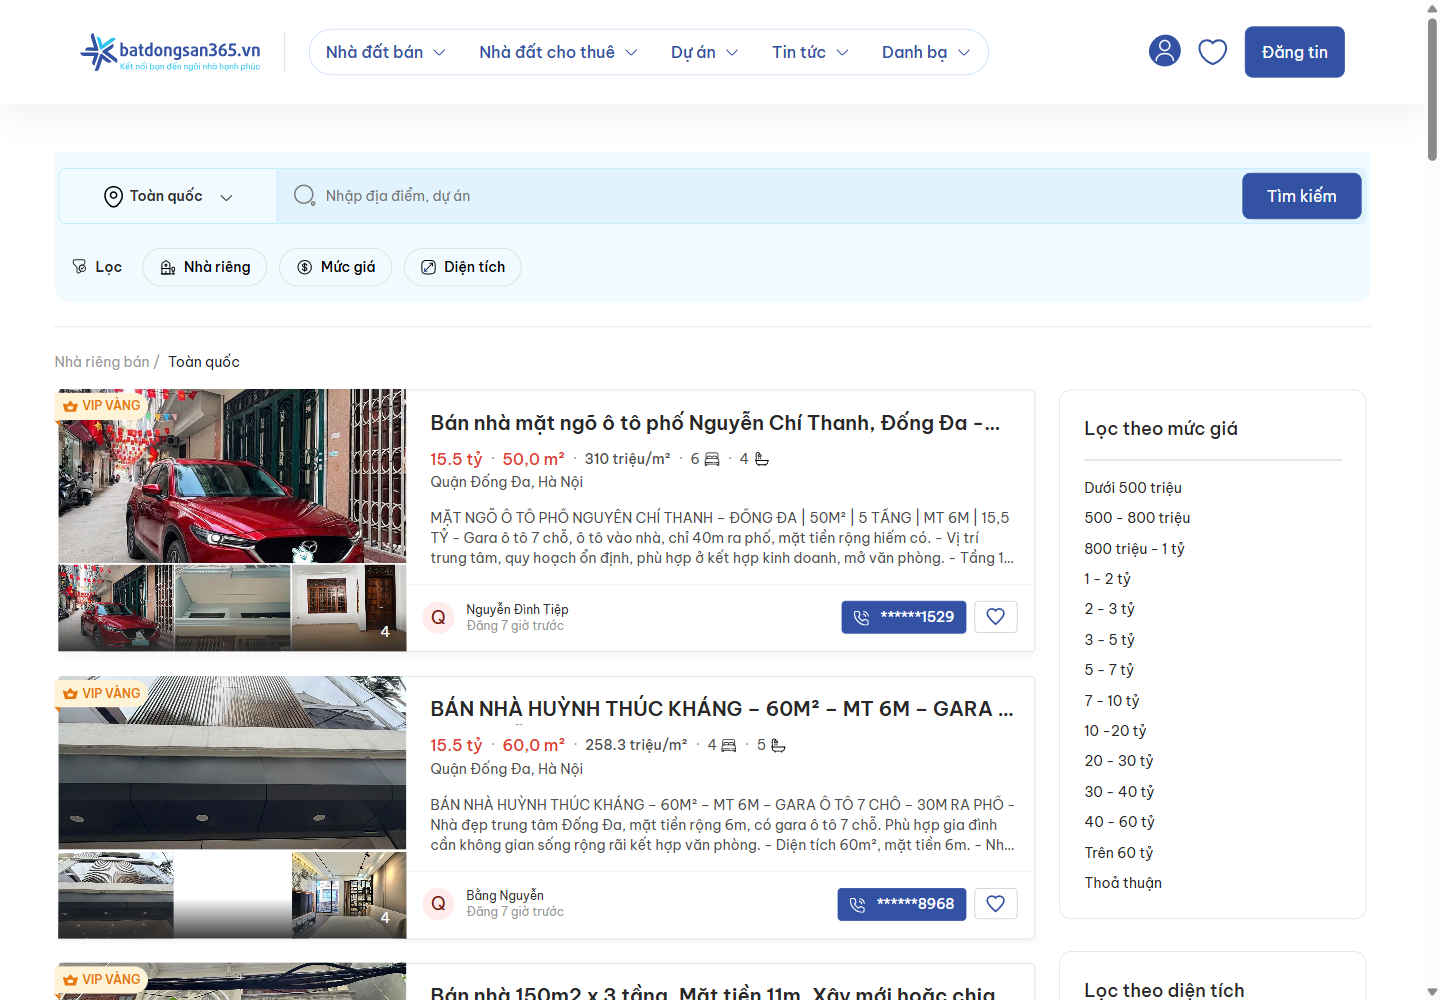 batdongsan365.vn
Kết nối bạn đến ngôi nhà hạnh phúc
Nhà đất bán
Nhà đất cho thuê
Dự án
Tin tức
Danh bạ
Đăng tin
Toàn quốc
Nhập địa điểm, dự án
Tìm kiếm
Lọc
Nhà riêng
Mức giá
Diện tích
Nhà riêng bán / Toàn quốc
VIP VÀNG
4
Bán nhà mặt ngõ ô tô phố Nguyễn Chí Thanh, Đống Đa -...
15.5 tỷ · 50,0 m² · 310 triệu/m² · 6 · 4
Quận Đống Đa, Hà Nội
MẶT NGÕ Ô TÔ PHỐ NGUYỄN CHÍ THANH – ĐỐNG ĐA | 50M² | 5 TẦNG | MT 6M | 15,5
TỶ - Gara ô tô 7 chỗ, ô tô vào nhà, chỉ 40m ra phố, mặt tiền rộng hiếm có. - Vị trí
trung tâm, quy hoạch ổn định, phù hợp ở kết hợp kinh doanh, mở văn phòng. - Tầng 1...
Q
Nguyễn Đình Tiệp
Đăng 7 giờ trước
******1529
VIP VÀNG
4
BÁN NHÀ HUỲNH THÚC KHÁNG – 60M² – MT 6M – GARA ...
15.5 tỷ · 60,0 m² · 258.3 triệu/m² · 4 · 5
Quận Đống Đa, Hà Nội
BÁN NHÀ HUỲNH THÚC KHÁNG – 60M² – MT 6M – GARA Ô TÔ 7 CHỖ – 30M RA PHỐ -
Nhà đẹp trung tâm Đống Đa, mặt tiền rộng 6m, có gara ô tô 7 chỗ. Phù hợp gia đình
cần không gian sống rộng rãi kết hợp văn phòng. - Diện tích 60m², mặt tiền 6m. - Nh...
Q
Bằng Nguyễn
Đăng 7 giờ trước
******8968
VIP VÀNG
Bán nhà 150m2 x 3 tầng, Mặt tiền 11m, Xây mới hoặc chia
Lọc theo mức giá
Dưới 500 triệu
500 - 800 triệu
800 triệu - 1 tỷ
1 - 2 tỷ
2 - 3 tỷ
3 - 5 tỷ
5 - 7 tỷ
7 - 10 tỷ
10 -20 tỷ
20 - 30 tỷ
30 - 40 tỷ
40 - 60 tỷ
Trên 60 tỷ
Thoả thuận
Lọc theo diện tích